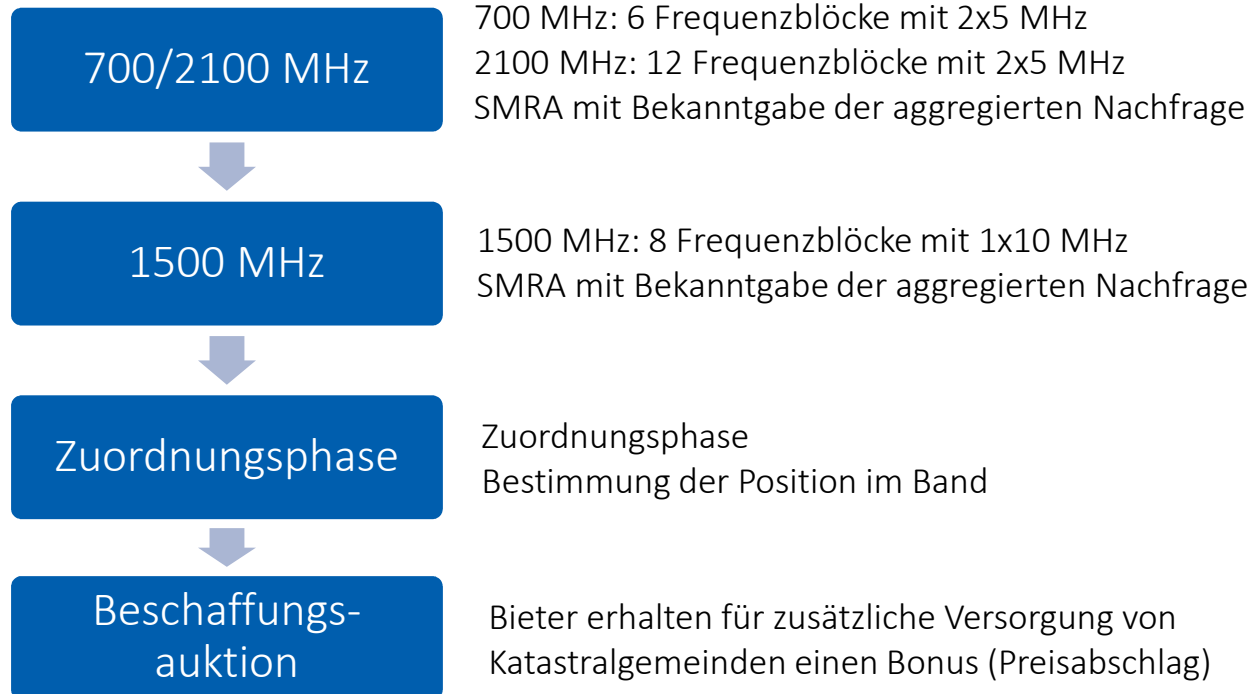 700/2100 MHz
700 MHz: 6 Frequenzblöcke mit 2x5 MHz
2100 MHz: 12 Frequenzblöcke mit 2x5 MHz
SMRA mit Bekanntgabe der aggregierten Nachfrage
1500 MHz
1500 MHz: 8 Frequenzblöcke mit 1x10 MHz
SMRA mit Bekanntgabe der aggregierten Nachfrage
Zuordnungsphase
Zuordnungsphase
Bestimmung der Position im Band
Beschaffungs-
auktion
Bieter erhalten für zusätzliche Versorgung von
Katastralgemeinden einen Bonus (Preisabschlag)